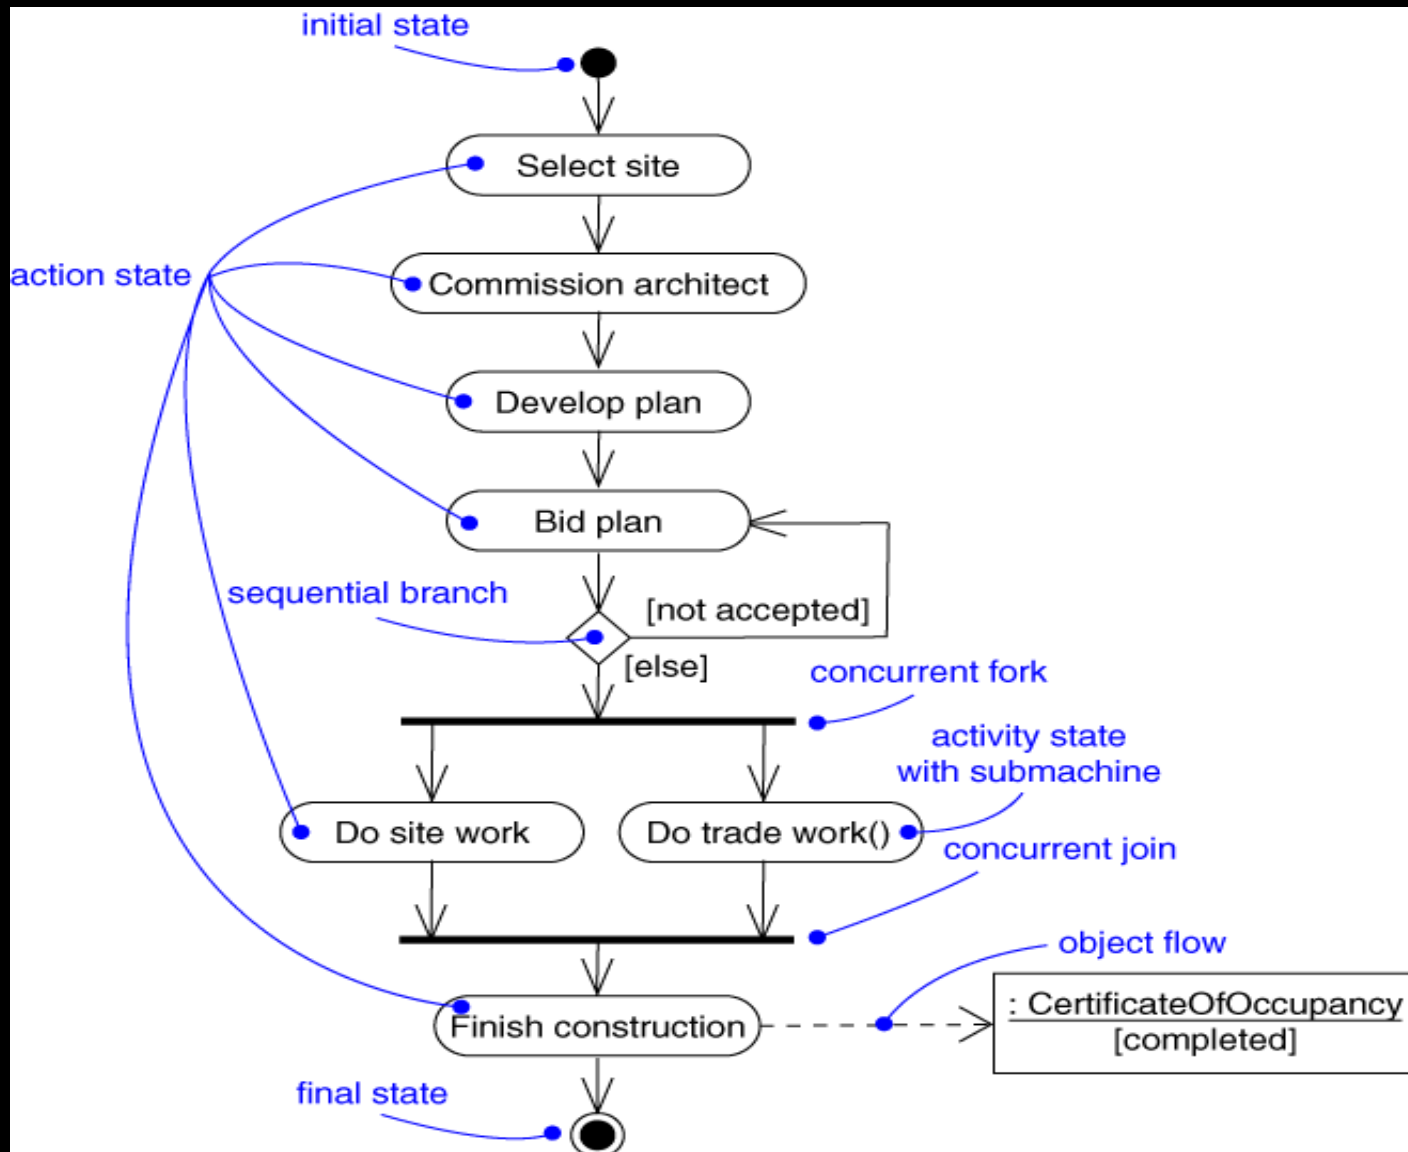 initial state
Select site
action state
Commission architect
Develop plan
Bid plan
sequential branch
[not accepted]
[else]
concurrent fork
activity state
with submachine
Do site work
Do trade work()
concurrent join
object flow
: CertificateOfOccupancy
[completed]
Finish construction
final state